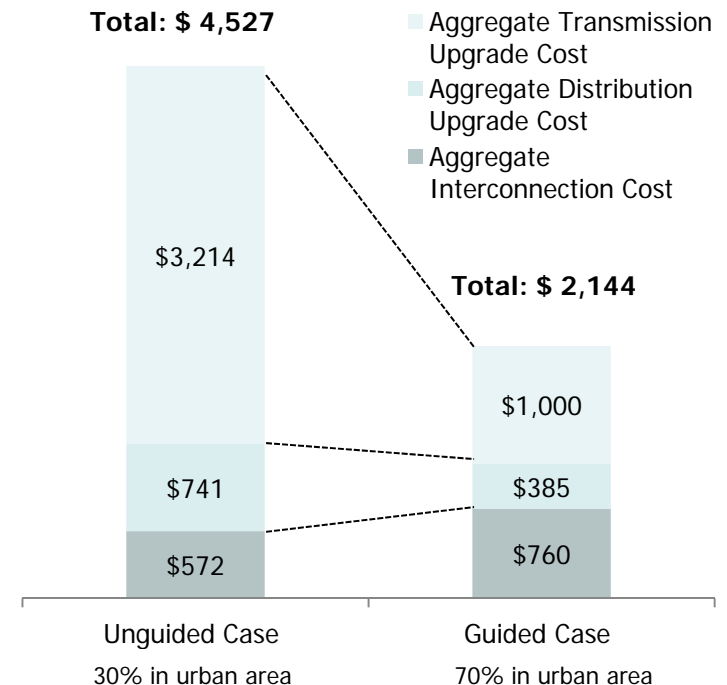 Total: $ 4,527
Aggregate Transmission
Upgrade Cost
Aggregate Distribution
Upgrade Cost
Aggregate
Interconnection Cost
$3,214
Total: $ 2,144
$1,000
$741
$385
$572
$760
Unguided Case
Guided Case
30% in urban area
70% in urban area